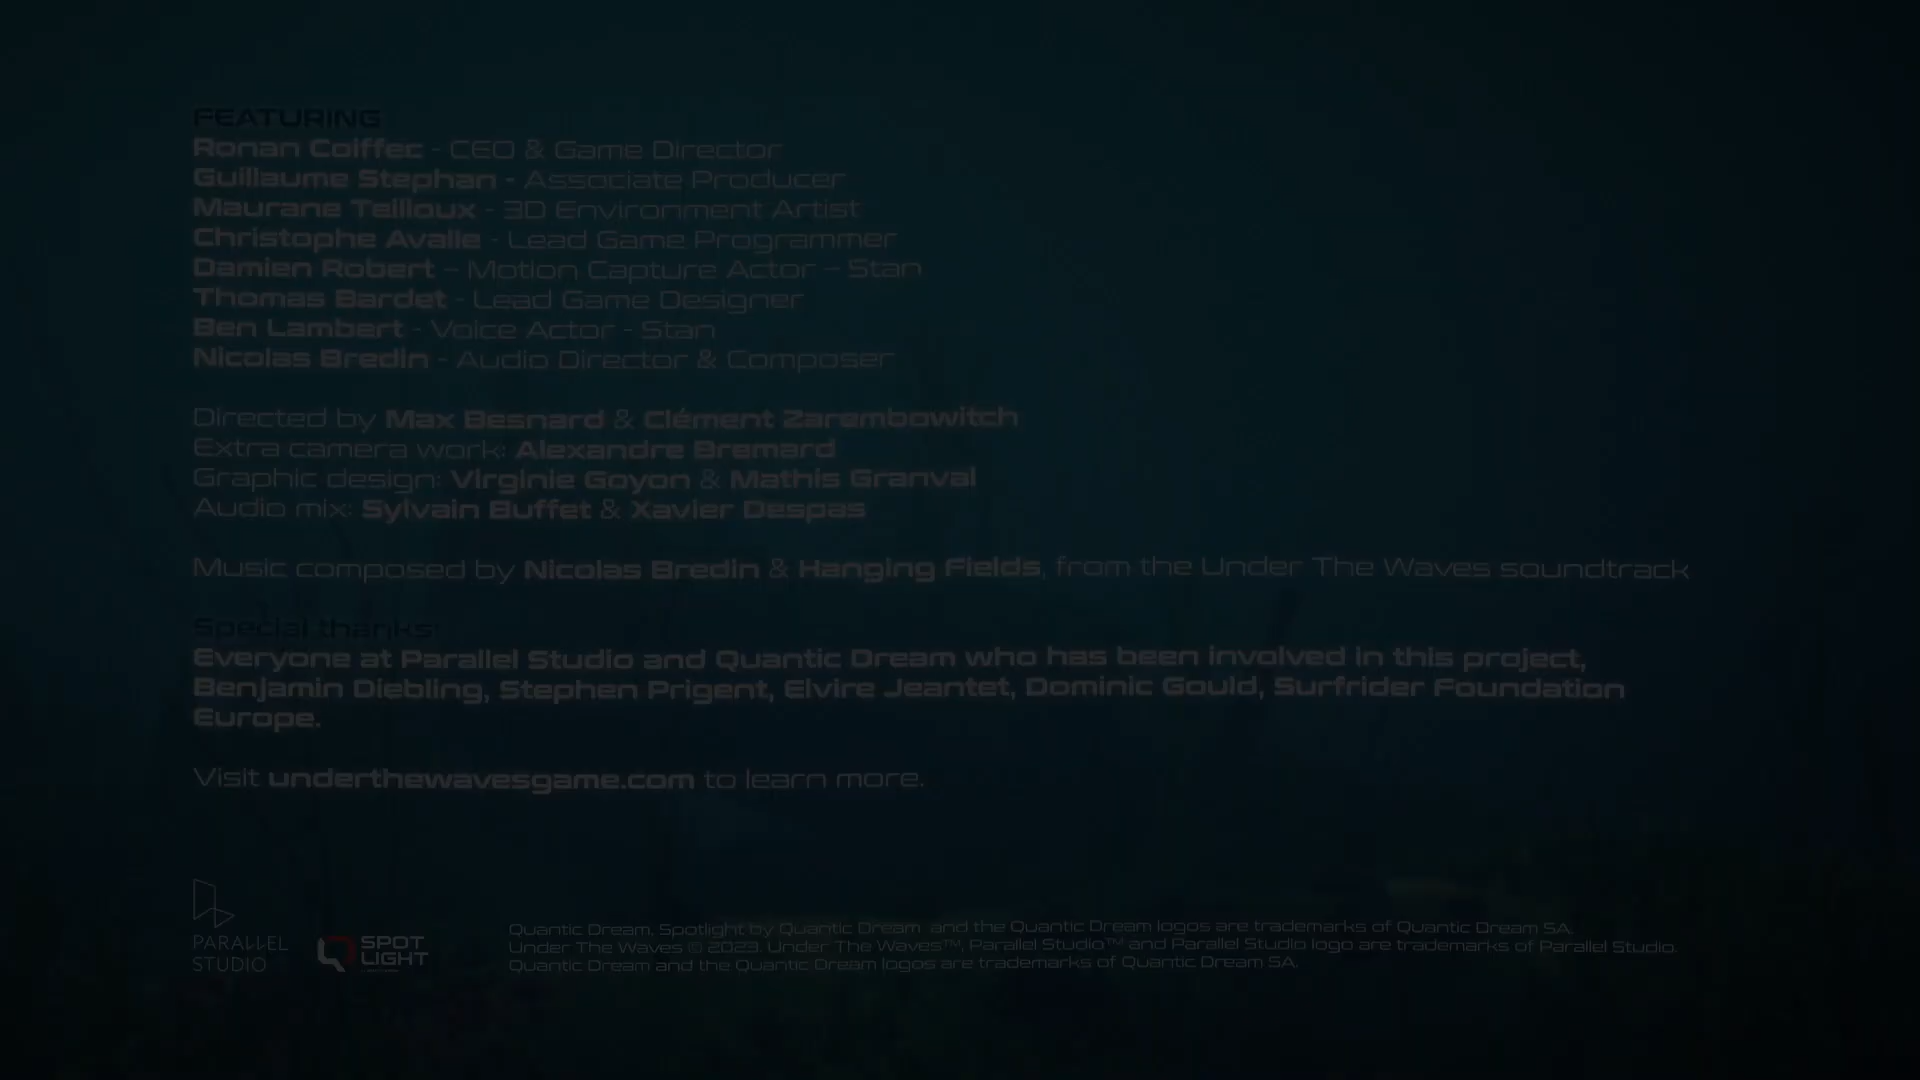 FEATURING
Ronan Coiffec - CEO & Game Director
Guillaume Stephan - Associate Producer
Maurane Teilloux - 3D Environment Artist
Christophe Avalle - Lead Game Programmer
Damien Robert – Motion Capture Actor – Stan
Thomas Bardet - Lead Game Designer
Ben Lambert - Voice Actor - Stan
Nicolas Bredin - Audio Director & Composer
Directed by Max Besnard & Clément Zarembowitch
Extra camera work: Alexandre Bremard
Graphic design: Virginie Goyon & Mathis Granval
Audio mix: Sylvain Buffet & Xavier Despas
Music composed by Nicolas Bredin & Hanging Fields, from the Under The Waves soundtrack
Special thanks:
Everyone at Parallel Studio and Quantic Dream who has been involved in this project,
Benjamin Diebling, Stephen Prigent, Elvire Jeantet, Dominic Gould, Surfrider Foundation
Europe.
Visit underthewavesgame.com to learn more.
PARALLEL
STUDIO
SPOT
LIGHT
Quantic Dream, Spotlight by Quantic Dream and the Quantic Dream logos are trademarks of Quantic Dream SA.
Under The Waves © 2023. Under The Waves™, Parallel Studio™ and Parallel Studio logo are trademarks of Parallel Studio.
Quantic Dream and the Quantic Dream logos are trademarks of Quantic Dream SA.